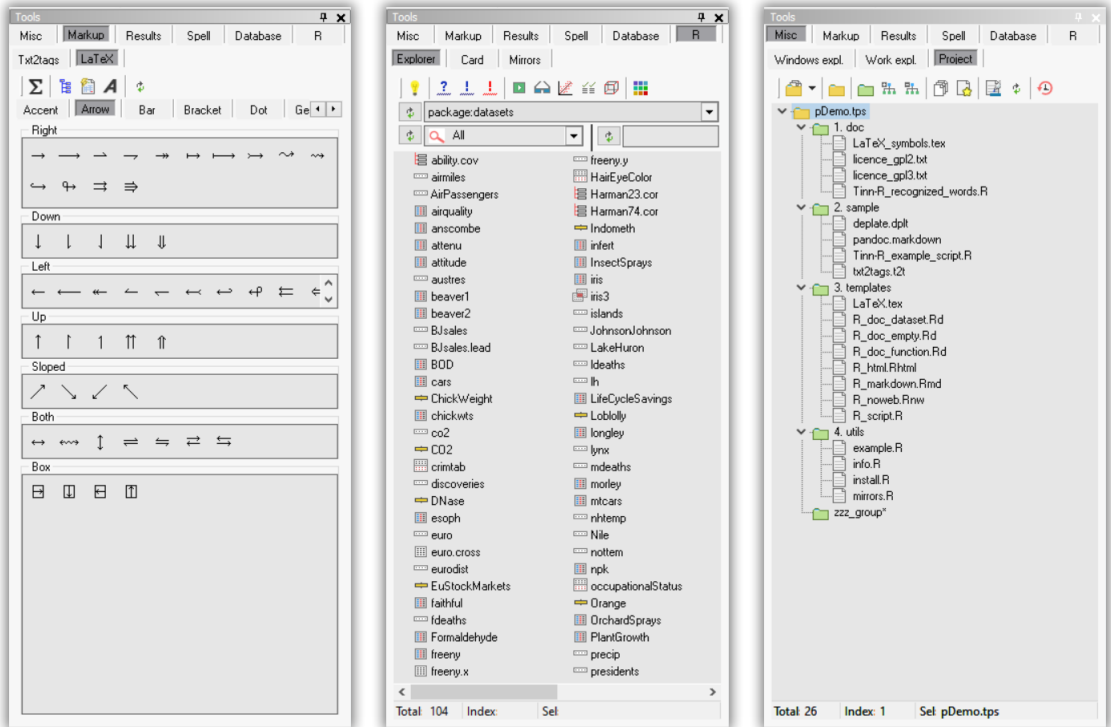 Tools
Misc Markup Results Spell Database R
Txt2tags LaTeX
Accent Arrow Bar Bracket Dot Ge
Right
Down
Left
Up
Sloped
Both
Box
Tools
Misc Markup Results Spell Database R
Explorer Card Mirrors
package:datasets
All
ability.cov
airmiles
AirPassengers
airquality
anscombe
attenu
attitude
austres
beaver1
beaver2
BJsales
BJsales.lead
BOD
cars
ChickWeight
chickwts
co2
CO2
crimtab
discoveries
DNase
esoph
euro
euro.cross
eurodist
EuStockMarkets
faithful
fdeaths
Formaldehyde
freeny
freeny.x
freeny.y
HairEyeColor
Harman23.cor
Harman74.cor
Indometh
infert
InsectSprays
iris
iris3
islands
JohnsonJohnson
LakeHuron
ldeaths
lh
LifeCycleSavings
Loblolly
longley
lynx
mdeaths
morley
mtcars
nhtemp
Nile
nottem
npk
occupationalStatus
Orange
OrchardSprays
PlantGrowth
precip
presidents
Total: 104 Index: Sel:
Tools
Misc Markup Results Spell Database R
Windows expl. Work expl. Project
pDemo.tps
1. doc
LaTeX_symbols.tex
licence_gpl2.txt
licence_gpl3.txt
Tinn-R_recognized_words.R
2. sample
deplate.dplt
pandoc.markdown
Tinn-R_example_script.R
txt2tags.t2t
3. templates
LaTeX.tex
R_doc_dataset.Rd
R_doc_empty.Rd
R_doc_function.Rd
R_html.Rhtml
R_markdown.Rmd
R_noweb.Rnw
R_script.R
4. utils
example.R
info.R
install.R
mirrors.R
zzz_group*
Total: 26 Index: 1 Sel: pDemo.tps